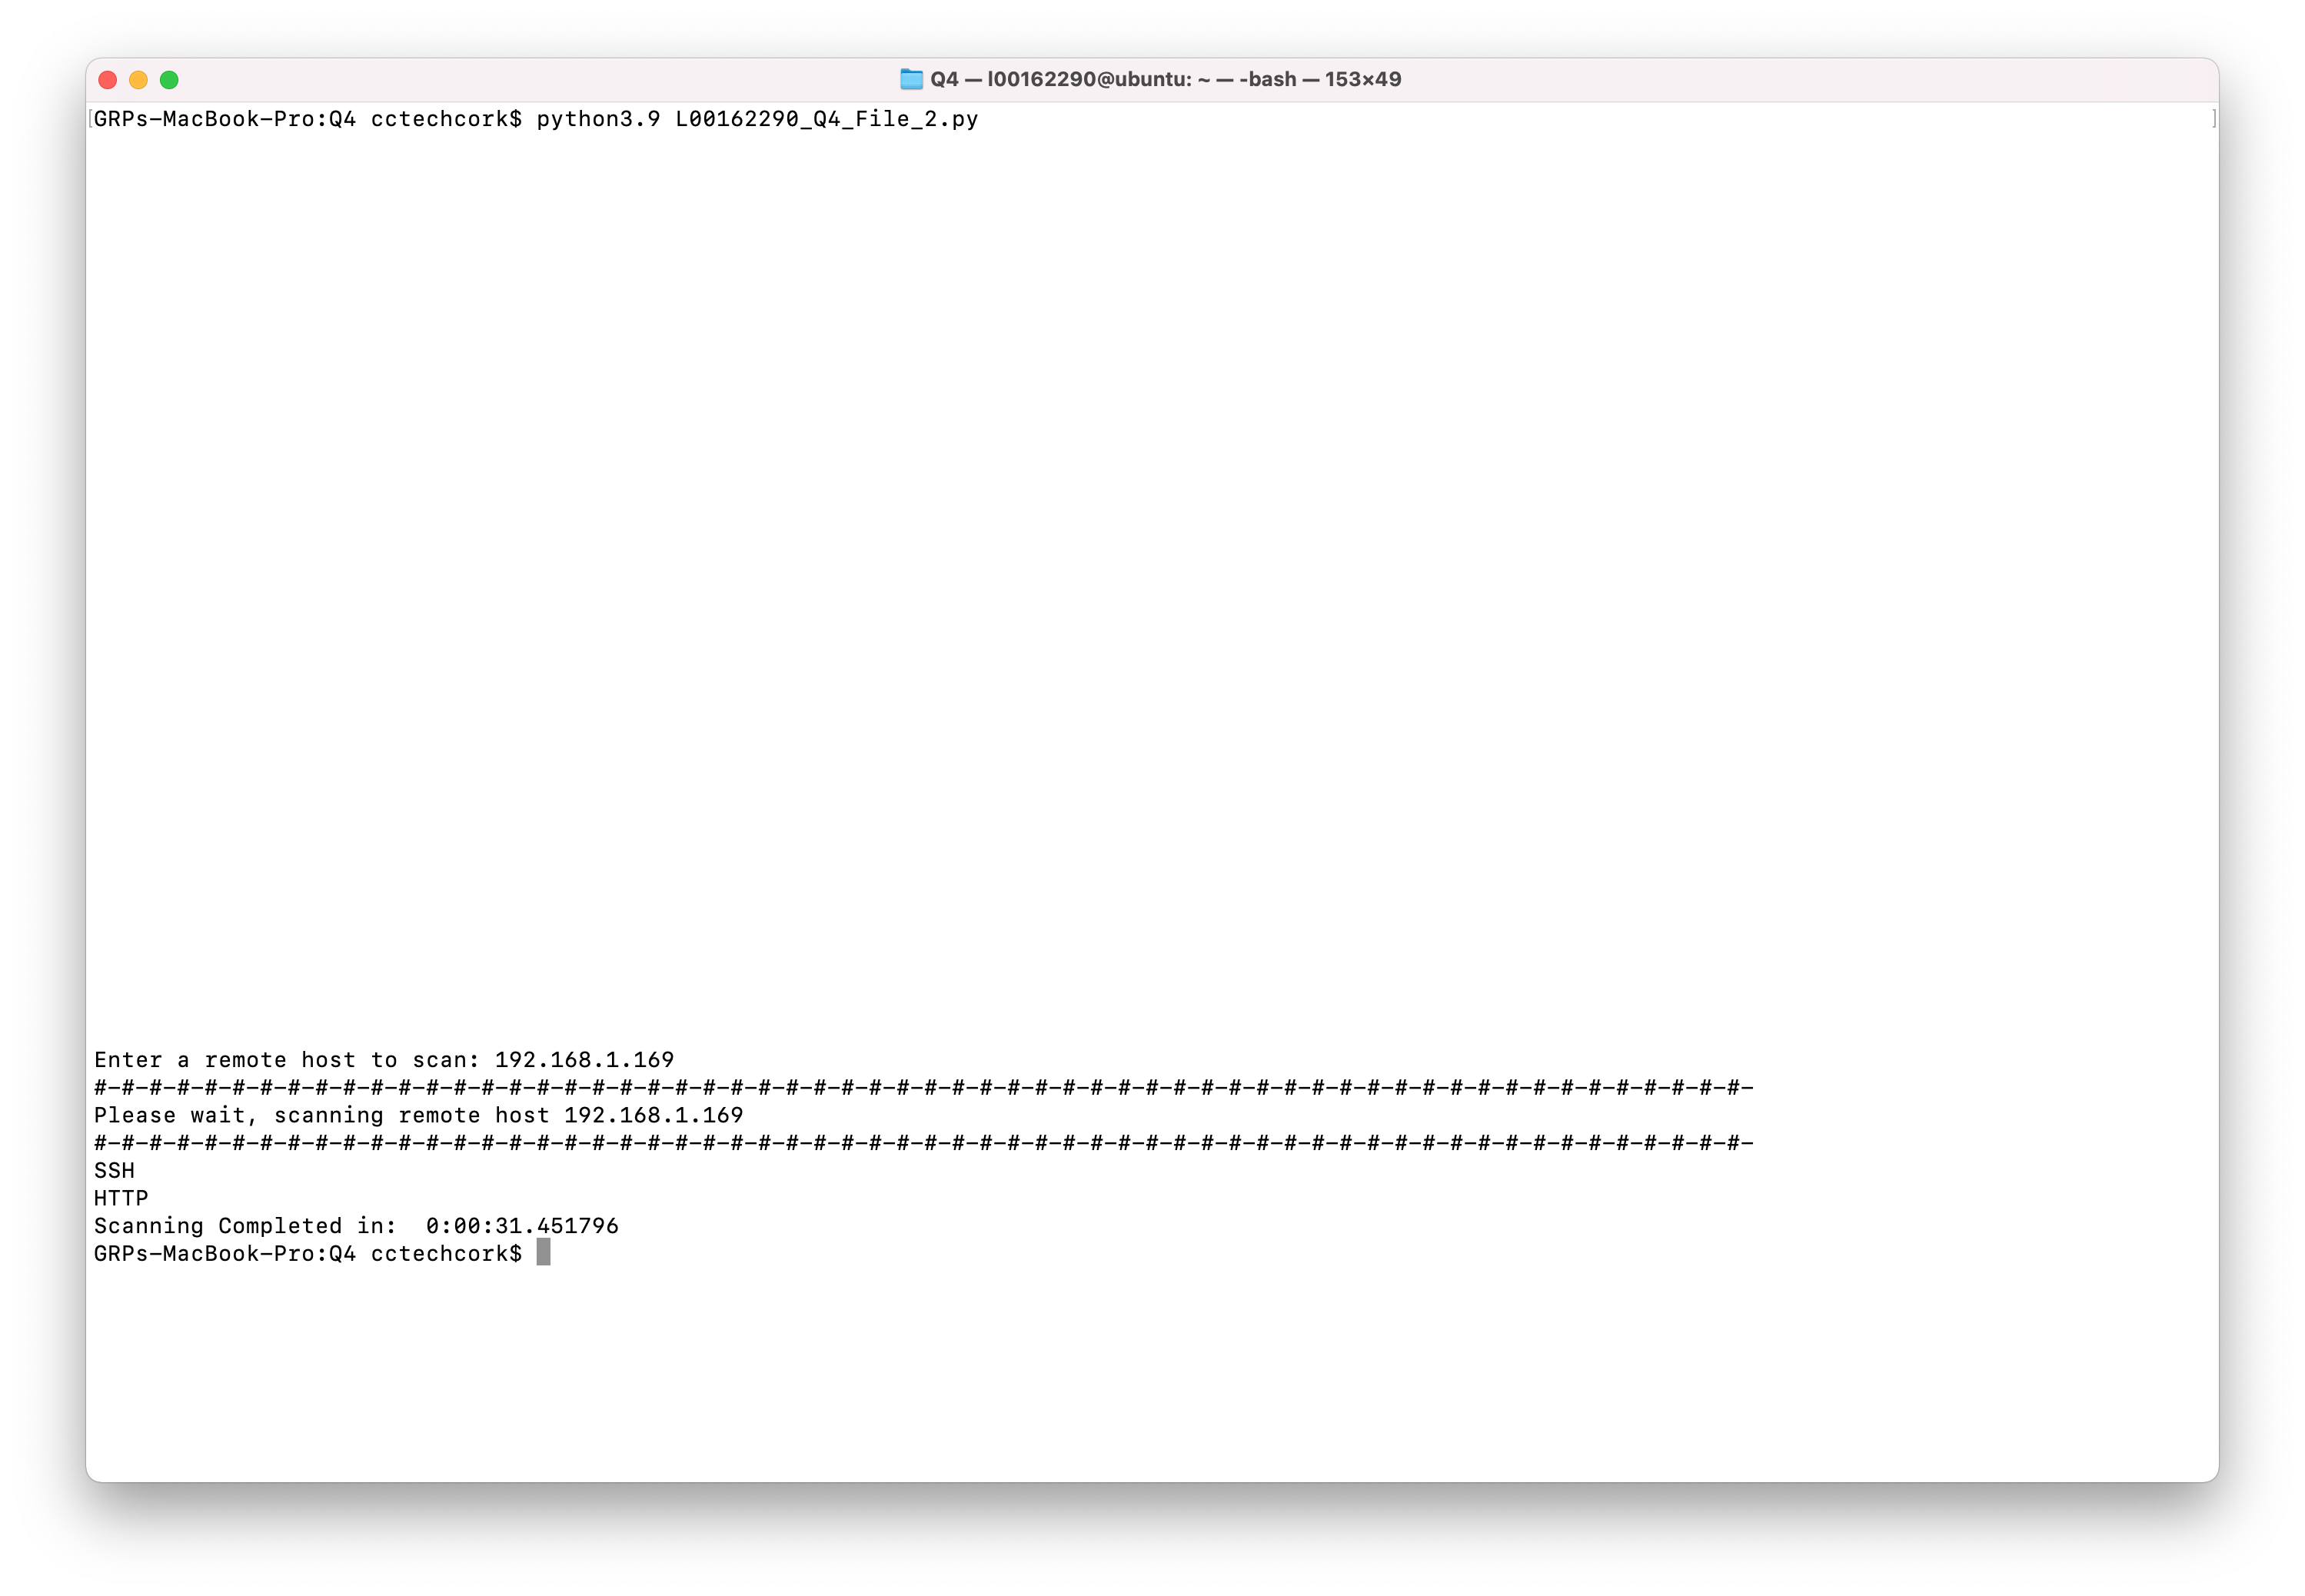 Q4 — l00162290@ubuntu: ~ — -bash — 153×49
[GRPs-MacBook-Pro:Q4 cctechcork$ python3.9 L00162290_Q4_File_2.py ]
Enter a remote host to scan: 192.168.1.169
#-#-#-#-#-#-#-#-#-#-#-#-#-#-#-#-#-#-#-#-#-#-#-#-#-#-#-#-#-#-#-#-#-#-#-#-#-#-#-#-#-#-#-#-#-#-#-#-#-#-#-#-#-#-#-#-#-#-#-#-
Please wait, scanning remote host 192.168.1.169
#-#-#-#-#-#-#-#-#-#-#-#-#-#-#-#-#-#-#-#-#-#-#-#-#-#-#-#-#-#-#-#-#-#-#-#-#-#-#-#-#-#-#-#-#-#-#-#-#-#-#-#-#-#-#-#-#-#-#-#-
SSH
HTTP
Scanning Completed in:  0:00:31.451796
GRPs-MacBook-Pro:Q4 cctechcork$